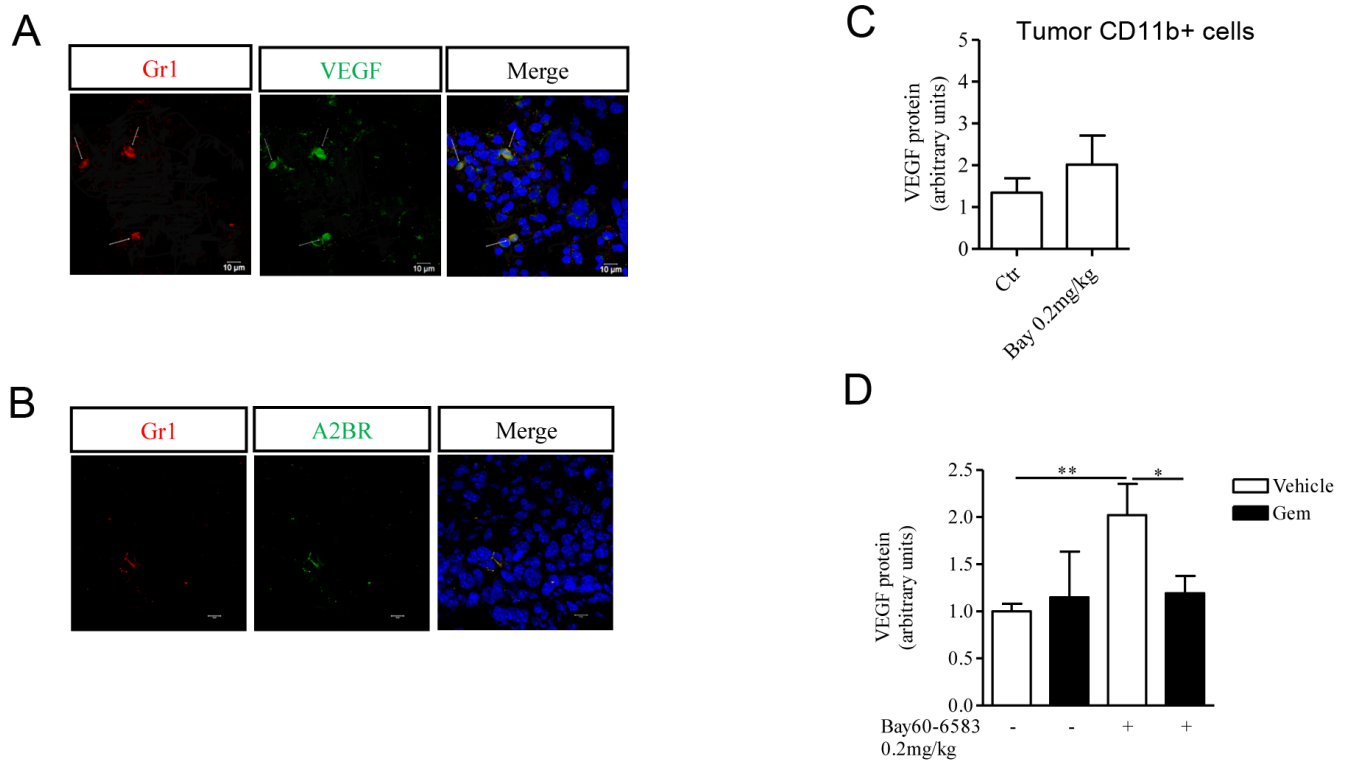 A
Gr1
VEGF
Merge
10 µm
10 µm
10 µm
B
Gr1
A2BR
Merge
C
Tumor CD11b+ cells
VEGF protein
(arbitrary units)
5
4
3
2
1
0
Ctr
Bay 0.2mg/kg
D
VEGF protein
(arbitrary units)
2.5
2.0
1.5
1.0
0.5
0.0
**
*
Vehicle
Gem
Bay60-6583 - - + +
0.2mg/kg